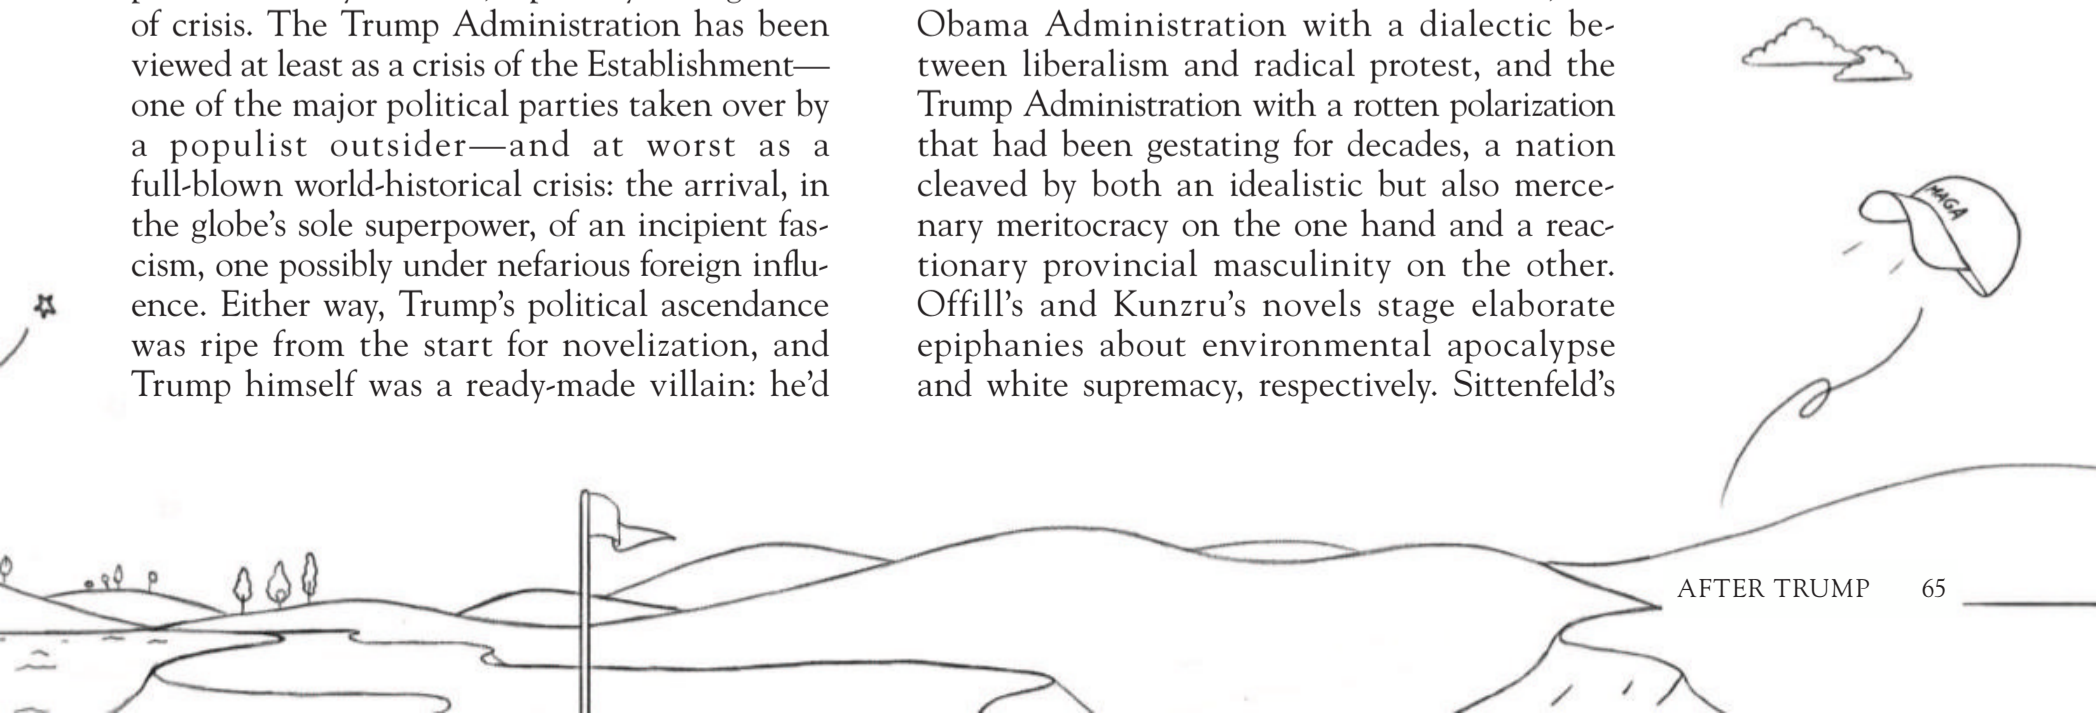 of crisis. The Trump Administration has been
viewed at least as a crisis of the Establishment—
one of the major political parties taken over by
a populist outsider—and at worst as a
full-blown world-historical crisis: the arrival, in
the globe’s sole superpower, of an incipient fas-
cism, one possibly under nefarious foreign influ-
ence. Either way, Trump’s political ascendance
was ripe from the start for novelization, and
Trump himself was a ready-made villain: he’d
Obama Administration with a dialectic be-
tween liberalism and radical protest, and the
Trump Administration with a rotten polarization
that had been gestating for decades, a nation
cleaved by both an idealistic but also merce-
nary meritocracy on the one hand and a reac-
tionary provincial masculinity on the other.
Offill’s and Kunzru’s novels stage elaborate
epiphanies about environmental apocalypse
and white supremacy, respectively. Sittenfeld’s
MAGA
AFTER TRUMP 65